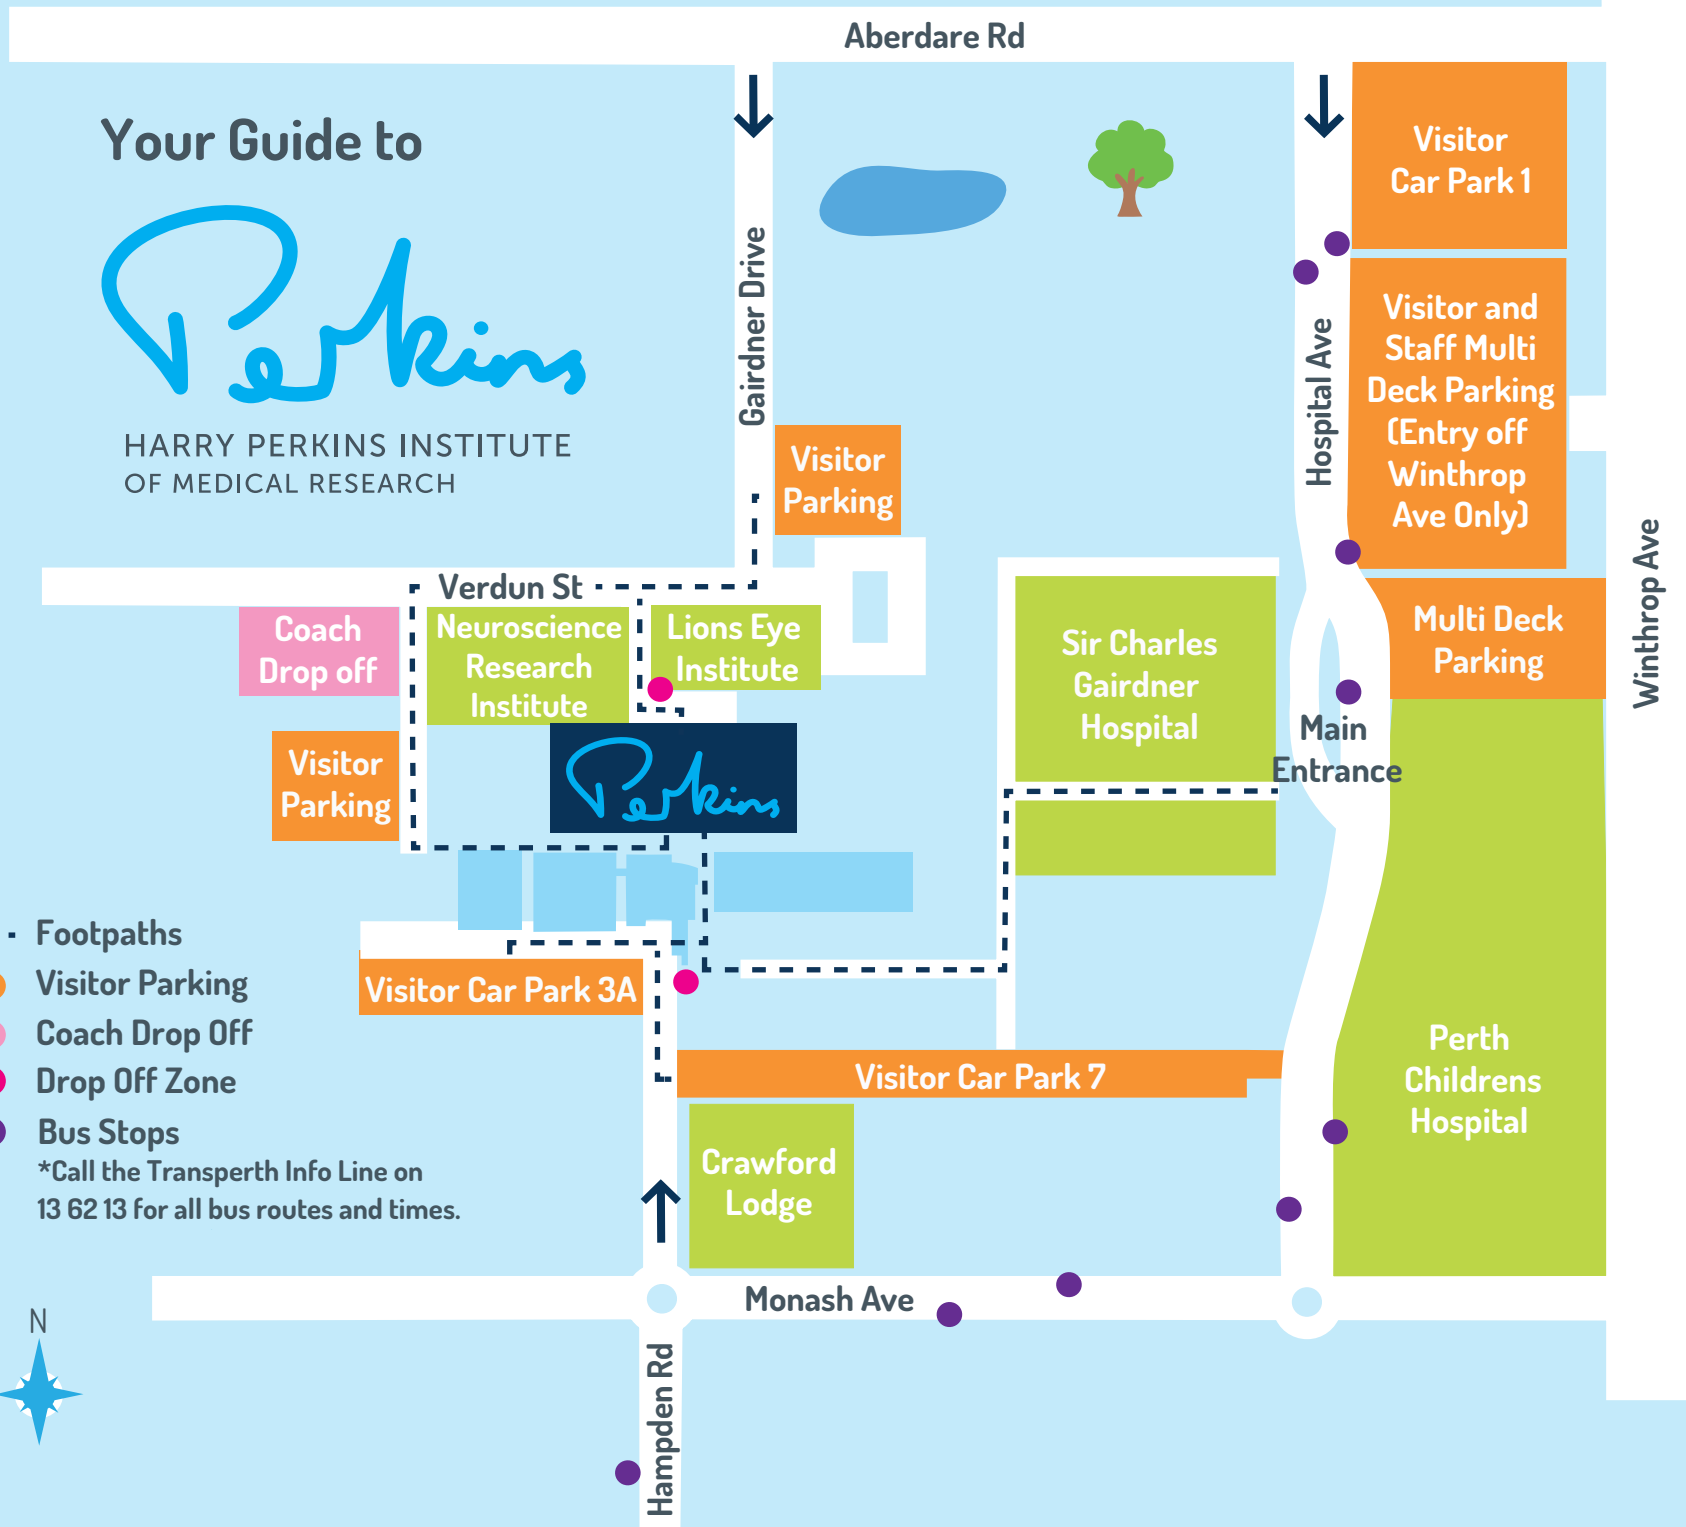 Aberdare Rd
Your Guide to
Perkins
HARRY PERKINS INSTITUTE
OF MEDICAL RESEARCH
Gairdner Drive
Hospital Ave
Winthrop Ave
Visitor
Car Park 1
Visitor and
Staff Multi
Deck Parking
(Entry off
Winthrop
Ave Only)
Visitor
Parking
Verdun St
Coach
Drop off
Neuroscience
Research
Institute
Lions Eye
Institute
Sir Charles
Gairdner
Hospital
Multi Deck
Parking
Main
Entrance
Visitor
Parking
Perkins
Footpaths
Visitor Parking
Coach Drop Off
Drop Off Zone
Bus Stops
*Call the Transperth Info Line on
13 62 13 for all bus routes and times.
Visitor Car Park 3A
Visitor Car Park 7
Perth
Childrens
Hospital
Crawford
Lodge
Monash Ave
N
Hampden Rd